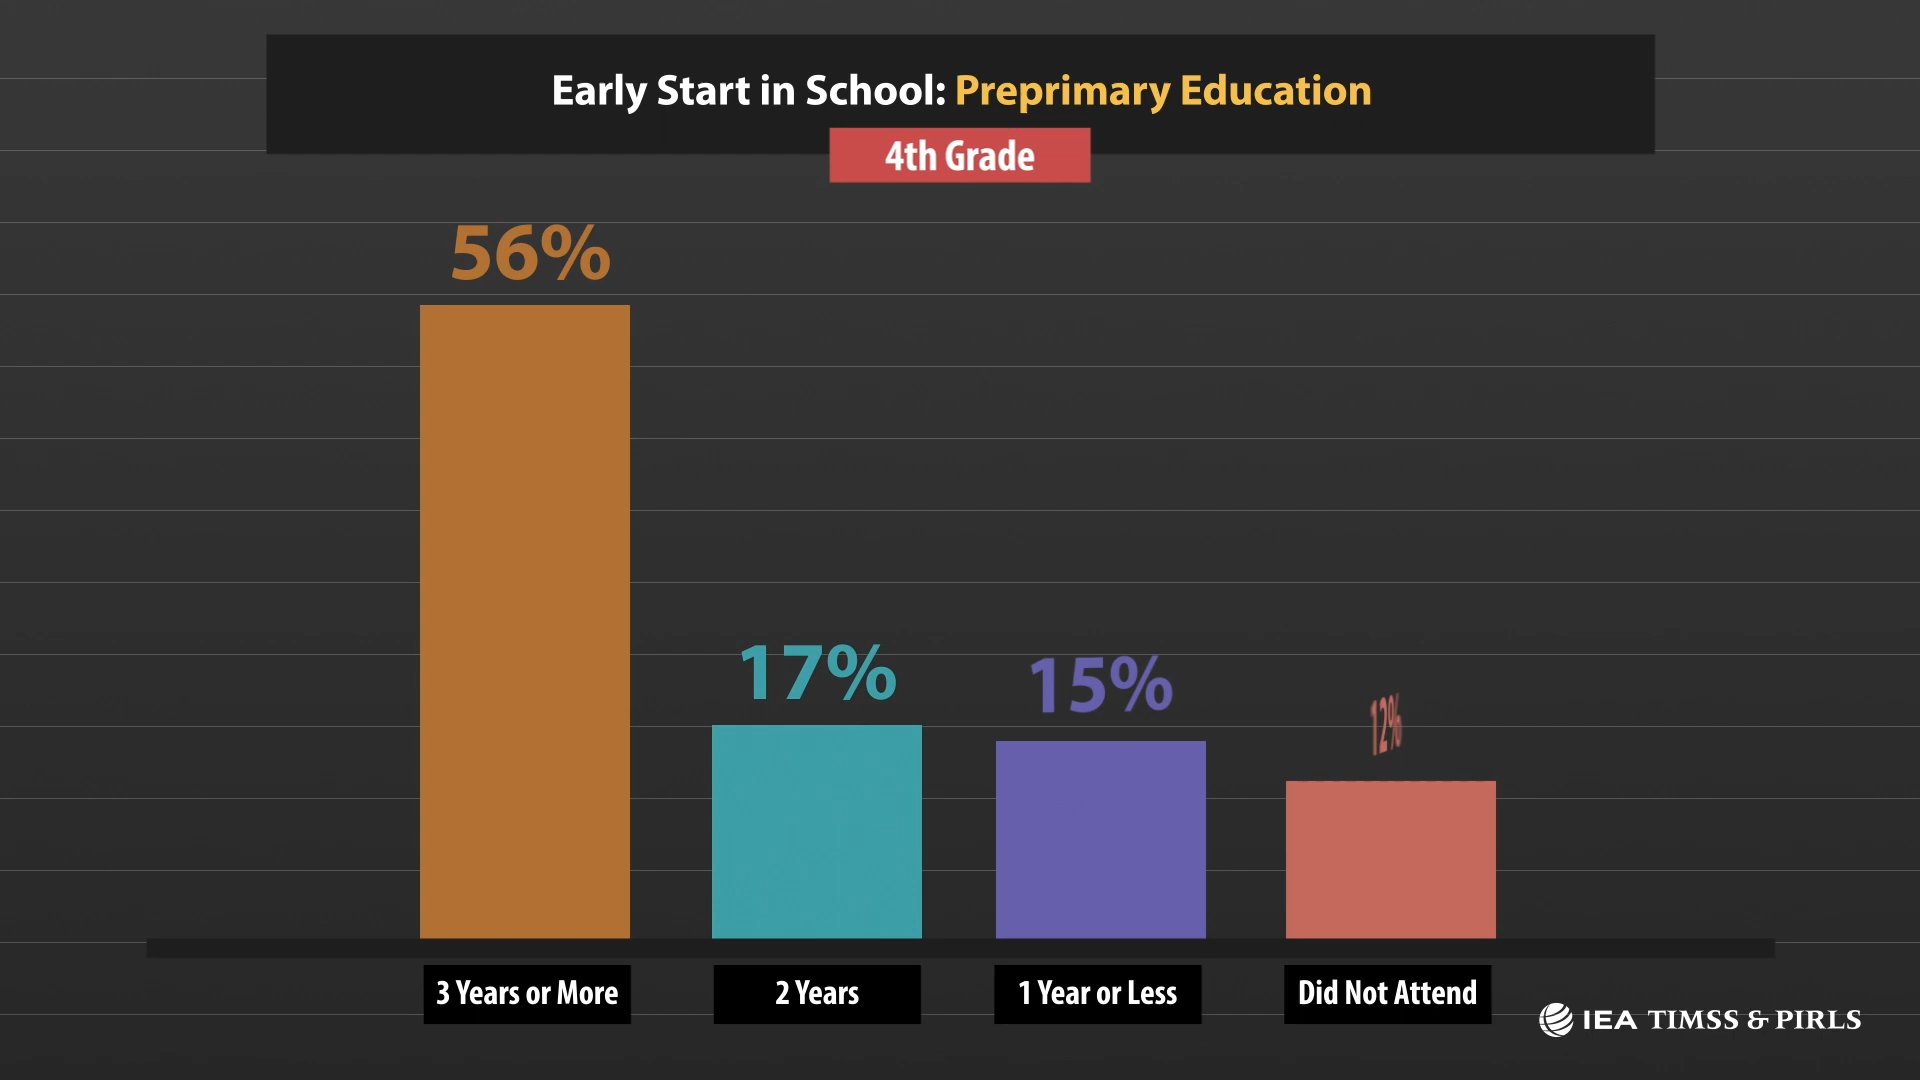 Early Start in School: Preprimary Education
4th Grade
56%
17%
15%
12%
3 Years or More
2 Years
1 Year or Less
Did Not Attend
IEA TIMSS & PIRLS